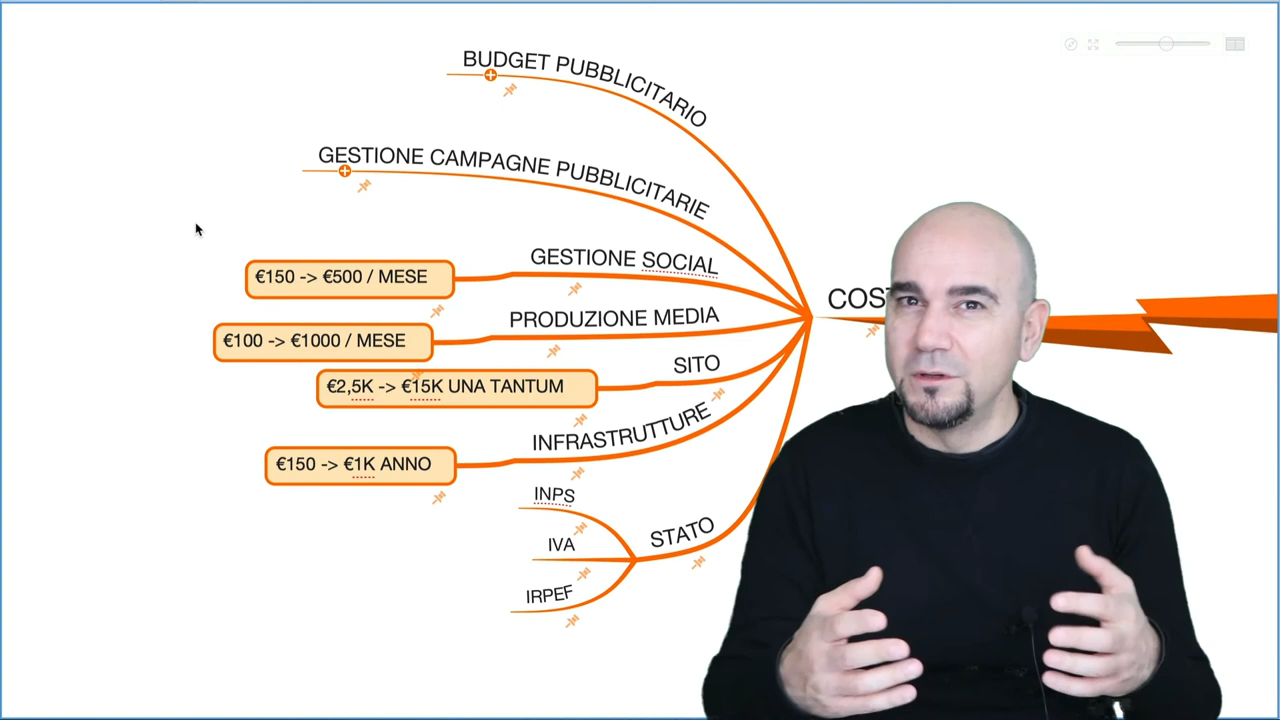 BUDGET PUBBLICITARIO
GESTIONE CAMPAGNE PUBBLICITARIE
GESTIONE SOCIAL
€150 -> €500 / MESE
PRODUZIONE MEDIA
€100 -> €1000 / MESE
SITO
€2,5K -> €15K UNA TANTUM
INFRASTRUTTURE
€150 -> €1K ANNO
STATO
INPS
IVA
IRPEF